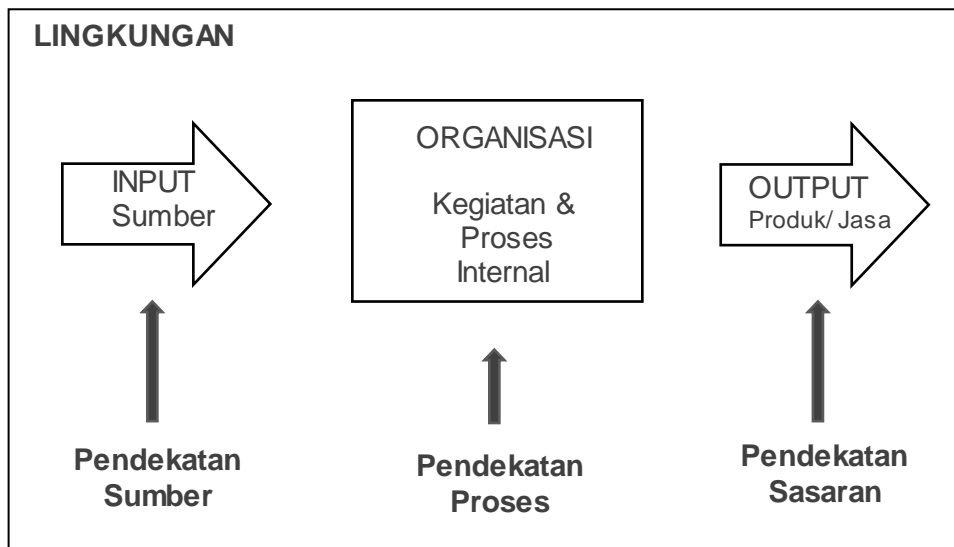 LINGKUNGAN
INPUT
Sumber
ORGANISASI
Kegiatan &
Proses
Internal
OUTPUT
Produk/ Jasa
Pendekatan
Sumber
Pendekatan
Proses
Pendekatan
Sasaran